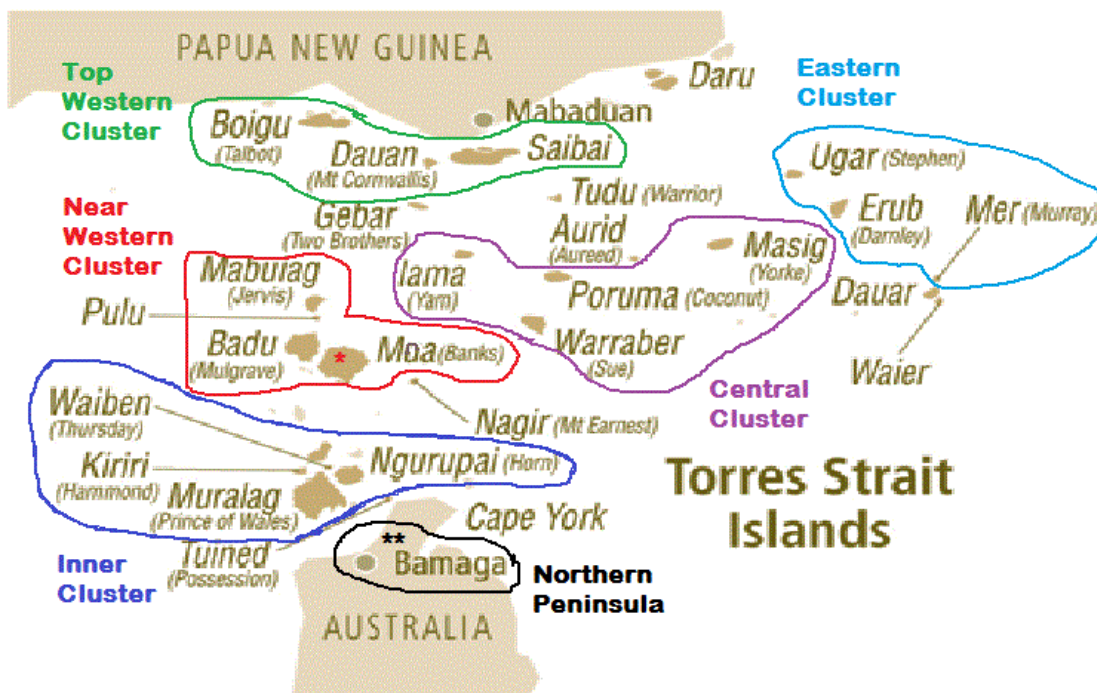 PAPUA NEW GUINEA
Top
Western
Cluster
Daru
Eastern
Cluster
Mabaduan
Boigu
(Talbot)
Dauan
(Mt Cornwallis)
Saibai
Ugar (Stephen)
Tudu (Warrior)
Near
Western
Cluster
Gebar
(Two Brothers)
Aurid
(Aureed)
Erub
(Darnley)
Mer (Murray)
Masig
(Yorke)
Mabuiag
(Jervis)
Iama
(Yam)
Poruma (Coconut)
Dauar
Pulu
Badu
(Mulgrave)
*
Moa (Banks)
Warraber
(Sue)
Waier
Central
Cluster
Waiben
(Thursday)
Nagir (Mt Earnest)
Kiriri
(Hammond)
Ngurupai (Horn)
Muralag
(Prince of Wales)
Torres Strait
Islands
Cape York
Tuined
(Possession)
**
Bamaga
Inner
Cluster
Northern
Peninsula
AUSTRALIA